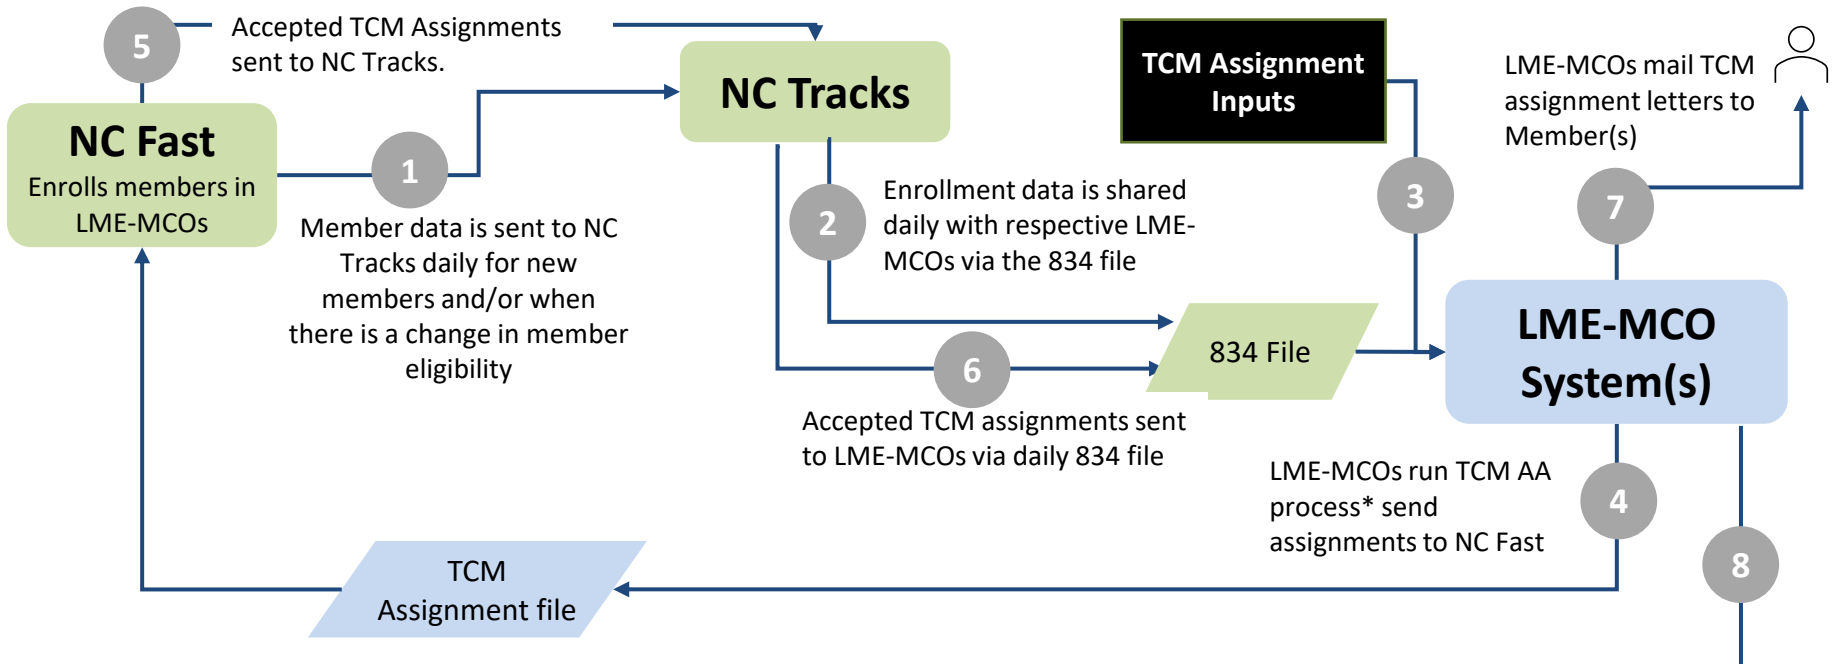 5
Accepted TCM Assignments
sent to NC Tracks.
NC Fast
Enrolls members in
LME-MCOs
1
Member data is sent to NC
Tracks daily for new
members and/or when
there is a change in member
eligibility
NC Tracks
2
Enrollment data is shared
daily with respective LME-
MCOs via the 834 file
TCM Assignment
Inputs
3
LME-MCOs mail TCM
assignment letters to
Member(s)
7
834 File
6
Accepted TCM assignments sent
to LME-MCOs via daily 834 file
LME-MCO
System(s)
LME-MCOs run TCM AA
process* send
assignments to NC Fast
4
8
TCM
Assignment file